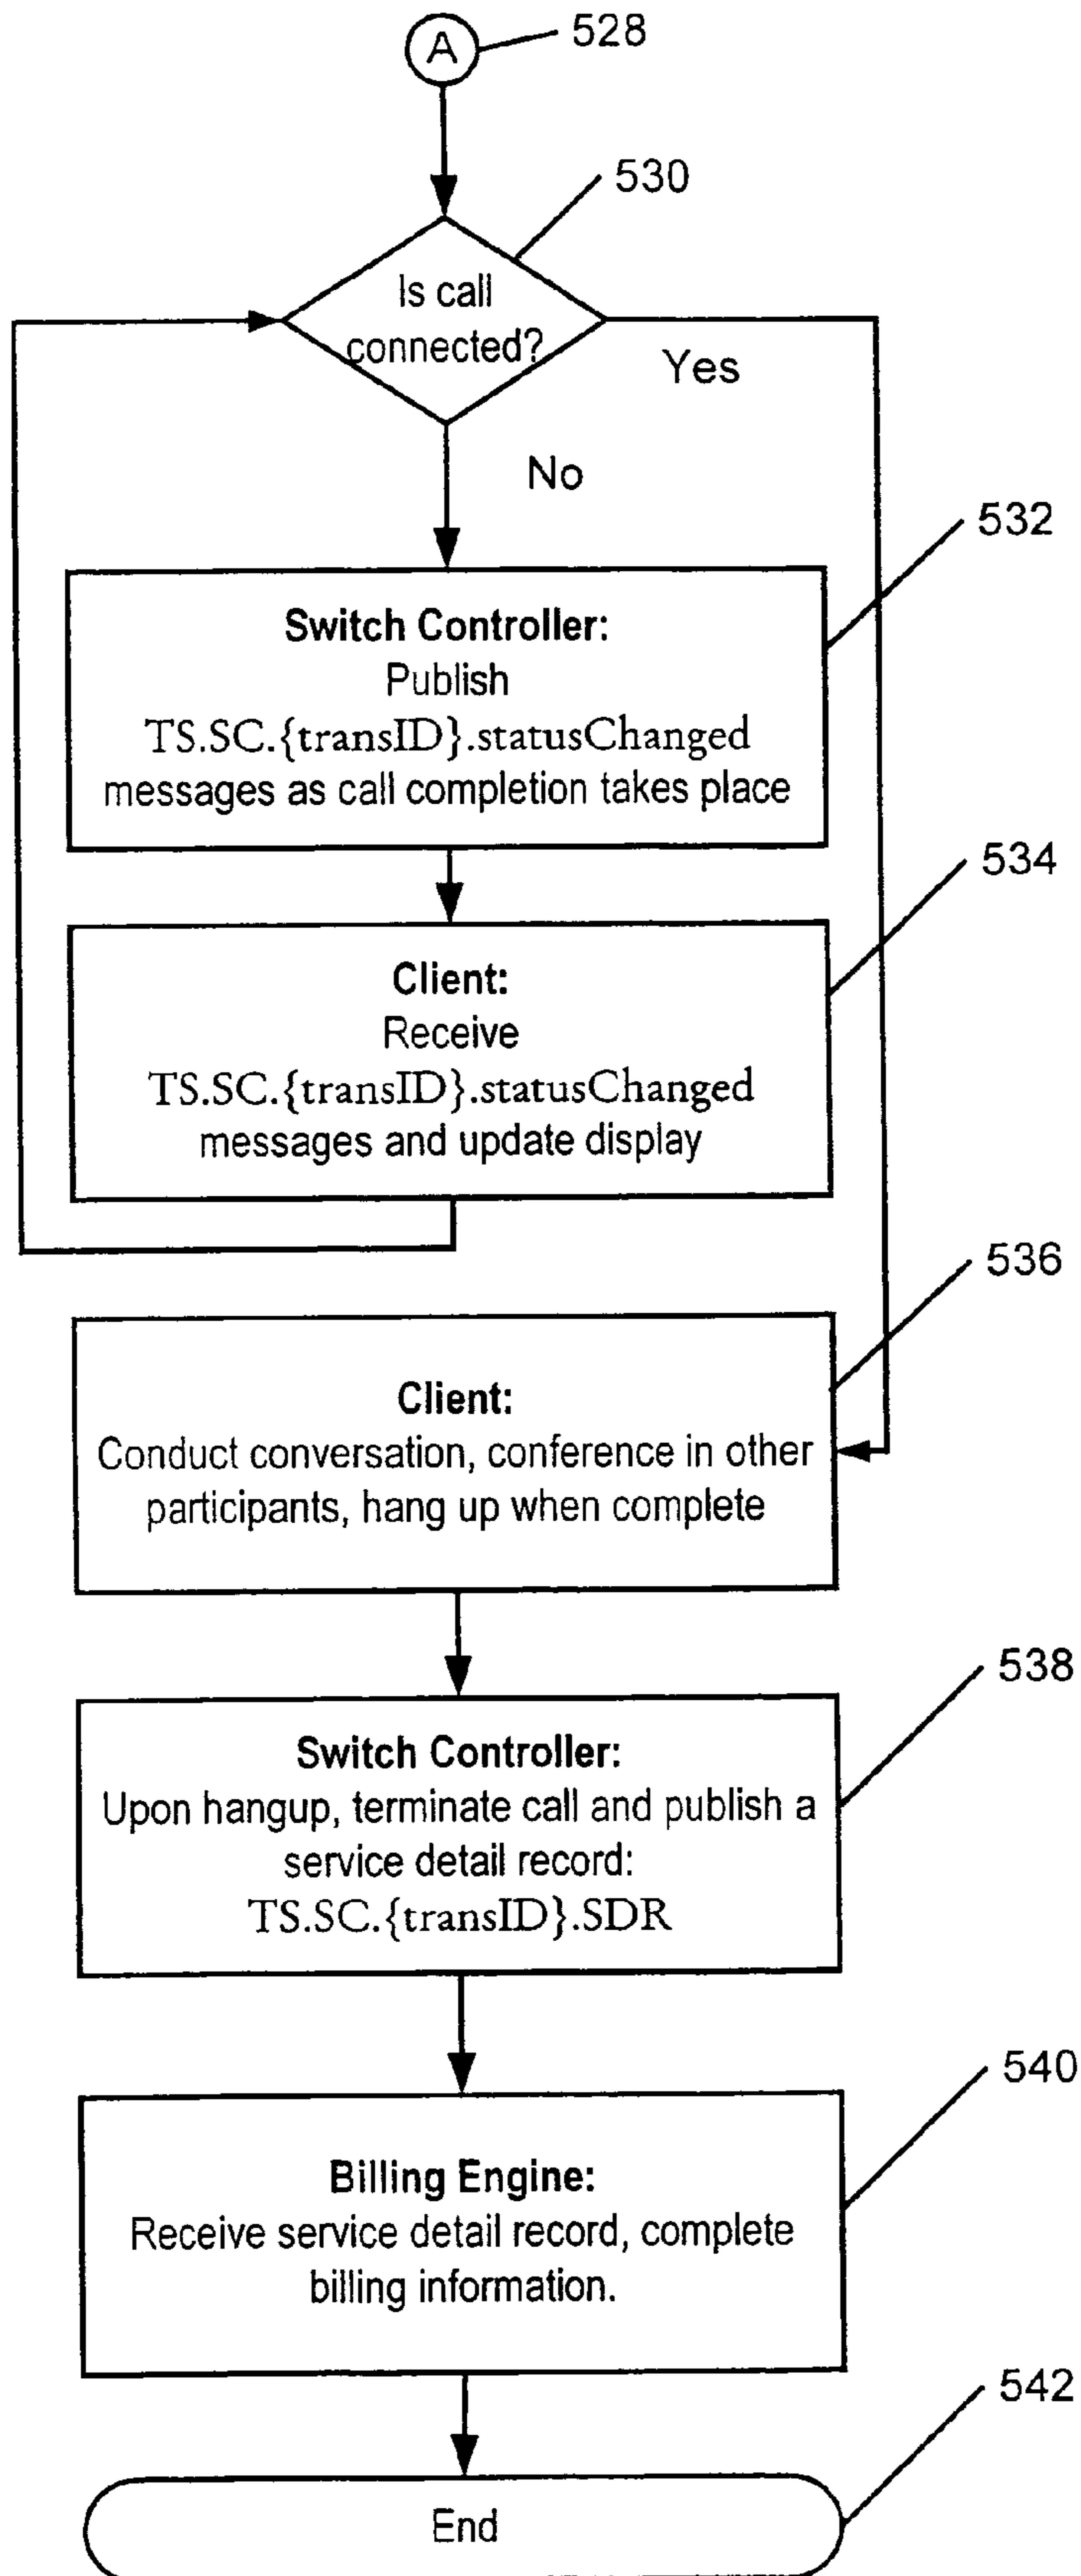 A
528
530
Is call
connected?
Yes
No
532
Switch Controller:
Publish
TS.SC.{transID}.statusChanged
messages as call completion takes place
534
Client:
Receive
TS.SC.{transID}.statusChanged
messages and update display
536
Client:
Conduct conversation, conference in other
participants, hang up when complete
538
Switch Controller:
Upon hangup, terminate call and publish a
service detail record:
TS.SC.{transID}.SDR
540
Billing Engine:
Receive service detail record, complete
billing information.
542
End